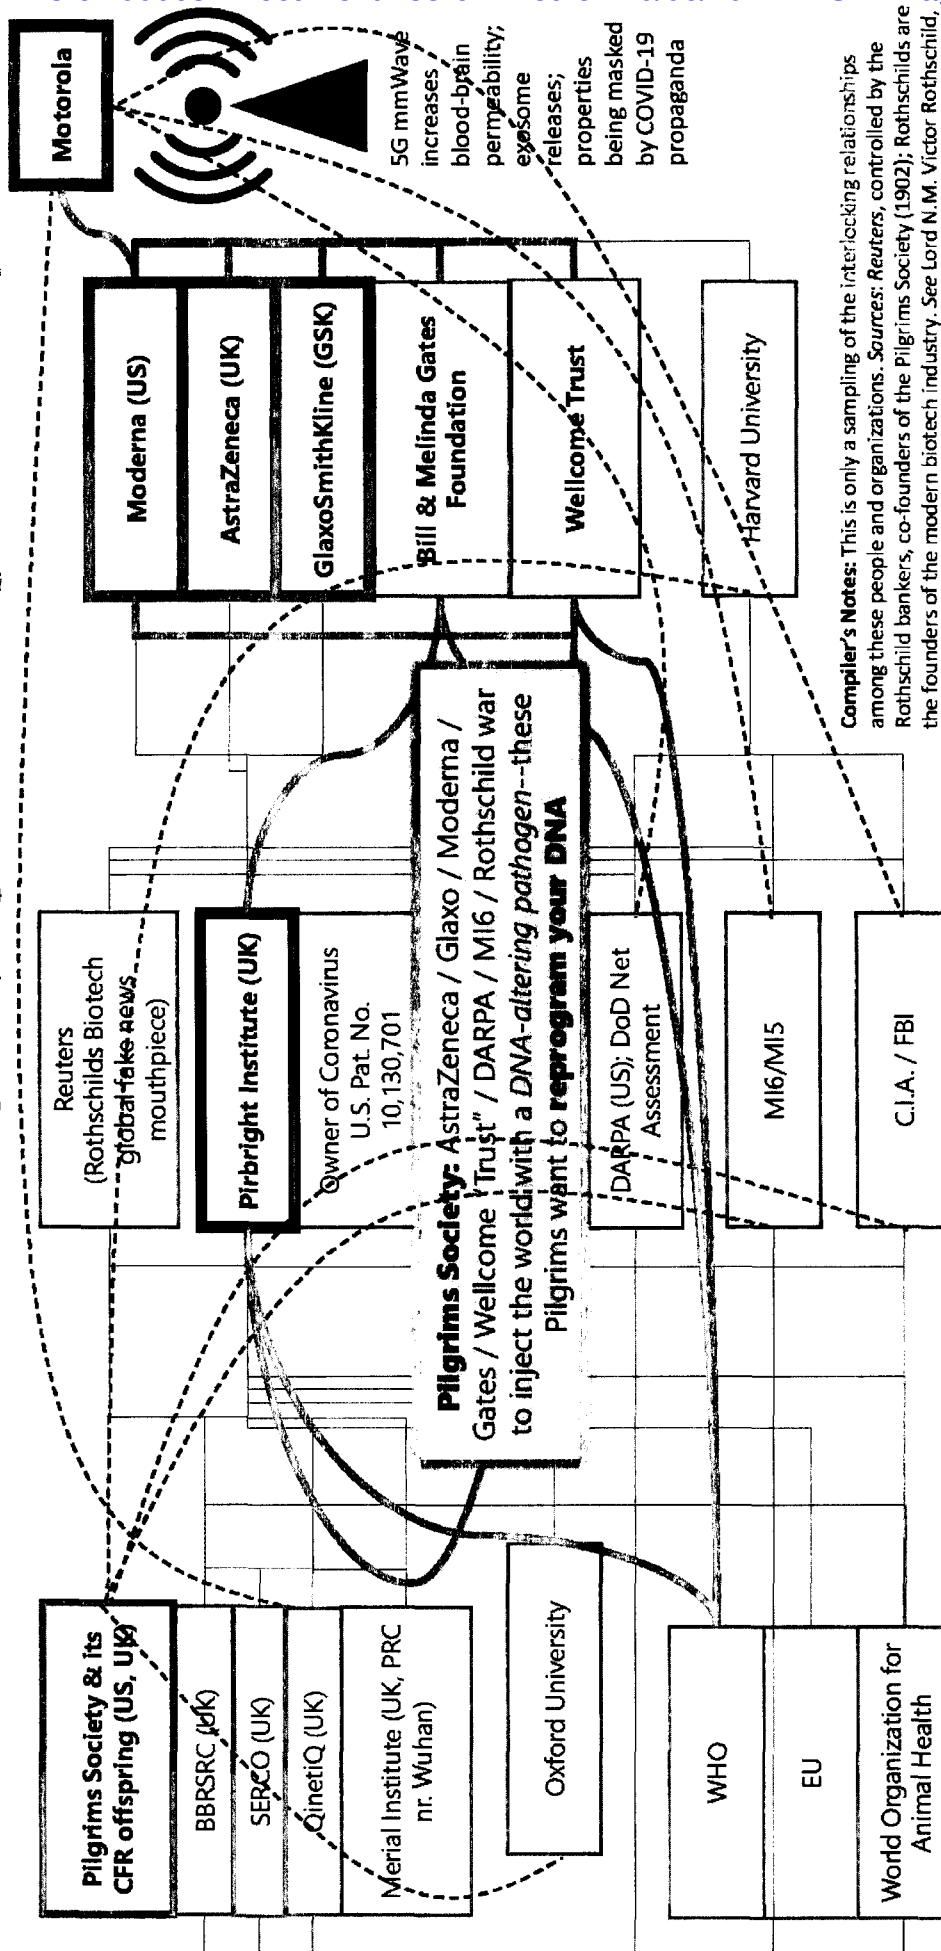 Motorola
5G mmWave
increases
blood-brain
permeability;
exosome
releases;
properties
being masked
by COVID-19
propaganda
Moderna (US)
AstraZeneca (UK)
GlaxoSmithKline (GSK)
Bill & Melinda Gates
Foundation
Wellcome Trust
Harvard University
Reuters
(Rothschilds Biotech
global fake news
mouthpiece)
Pirbright Institute (UK)
Owner of Coronavirus
U.S. Pat. No.
10,130,701
Pilgrims Society: AstraZeneca / Glaxo / Moderna /
Gates / Wellcome "Trust" / DARPA / MI6 / Rothschild war
to inject the world with a DNA-altering pathogen--these
Pilgrims want to reprogram your DNA
DARPA (US); DoD Net
Assessment
MI6/MI5
C.I.A. / FBI
Pilgrims Society & its
CFR offspring (US, UK)
BBRSRC (UK)
SERCO (UK)
QinetiQ (UK)
Merial Institute (UK, PRC
nr. Wuhan)
Oxford University
WHO
EU
World Organization for
Animal Health
Compiler's Notes: This is only a sampling of the interlocking relationships
among these people and organizations. Sources: Reuters, controlled by the
Rothschild bankers, co-founders of the Pilgrims Society (1902); Rothschilds are
the founders of the modern biotech industry. See Lord N.M. Victor Rothschild,